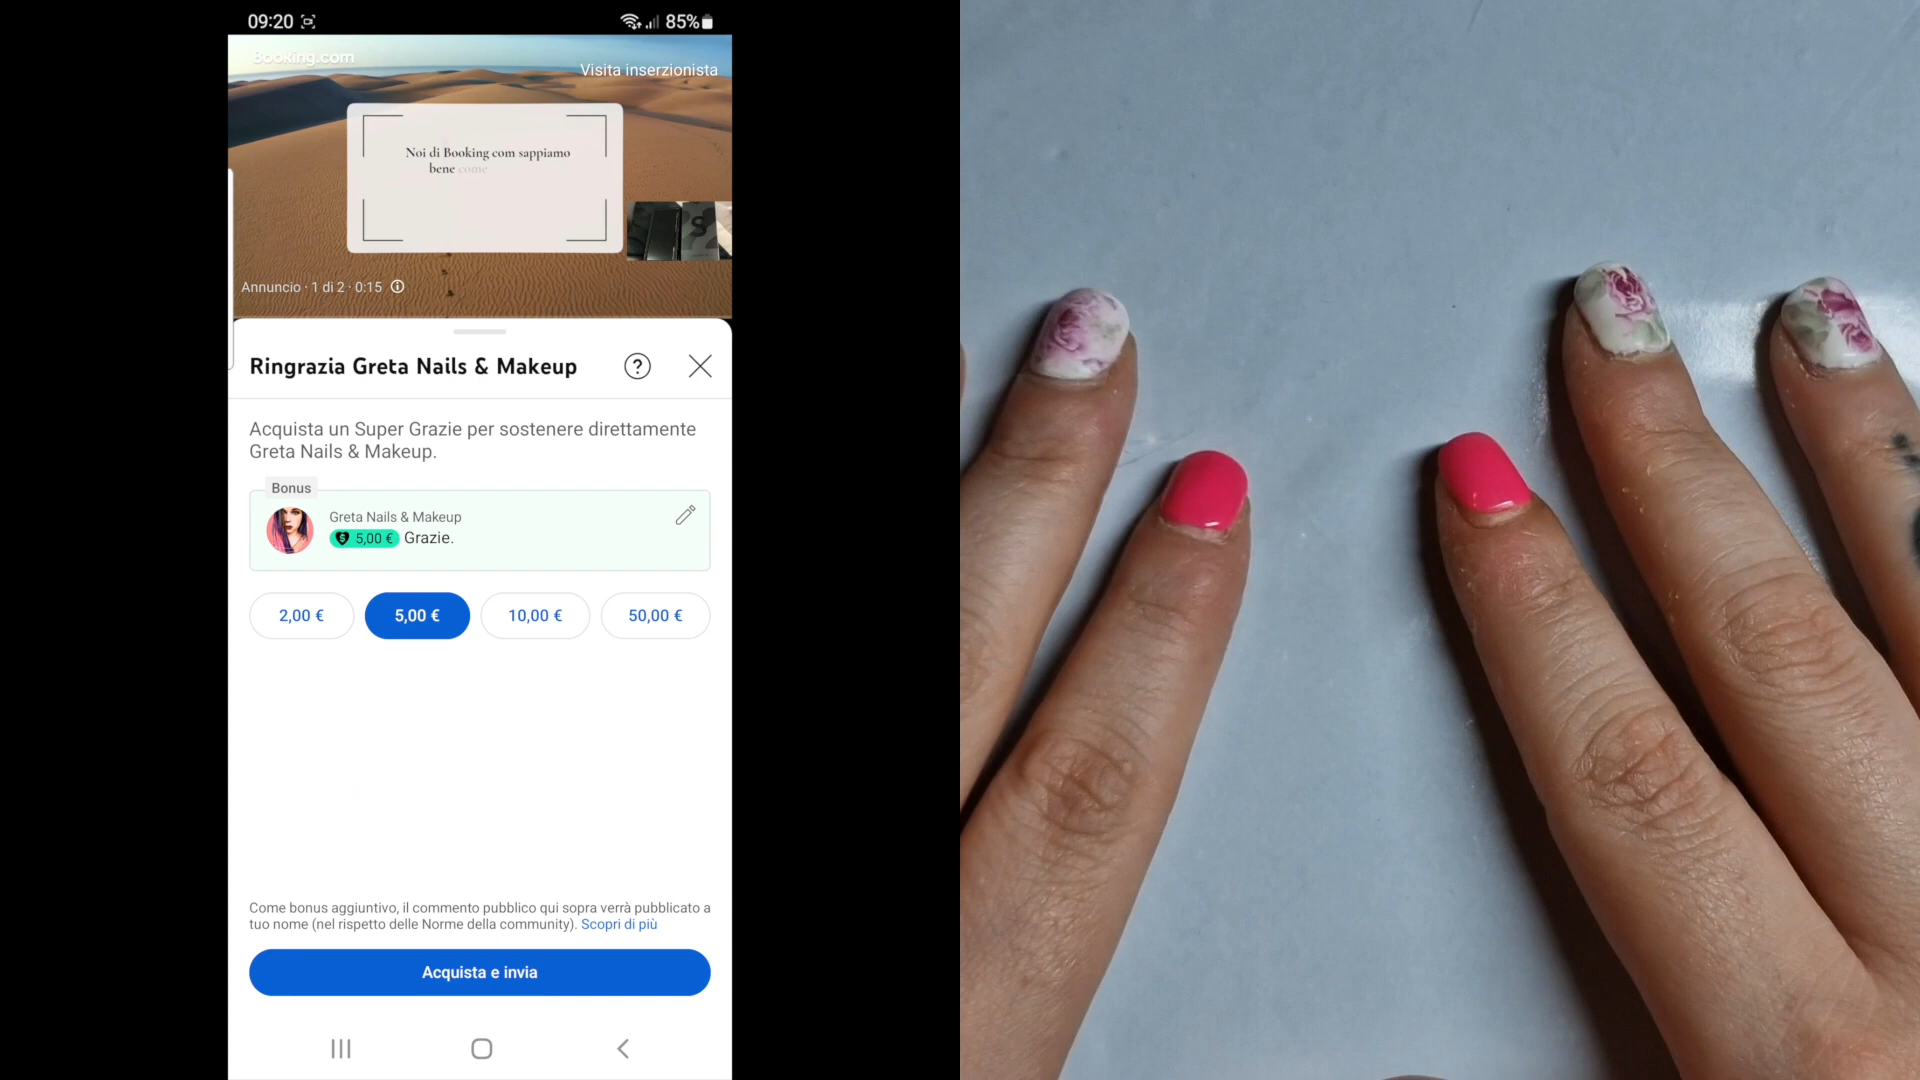 09:20
85%
Booking.com
Visita inserzionista
Noi di Booking com sappiamo
bene come
S
Annuncio · 1 di 2 · 0:15
Ringrazia Greta Nails & Makeup
Acquista un Super Grazie per sostenere direttamente
Greta Nails & Makeup.
Bonus
Greta Nails & Makeup
5,00 € Grazie.
2,00 €
5,00 €
10,00 €
50,00 €
Come bonus aggiuntivo, il commento pubblico qui sopra verrà pubblicato a
tuo nome (nel rispetto delle Norme della community). Scopri di più
Acquista e invia